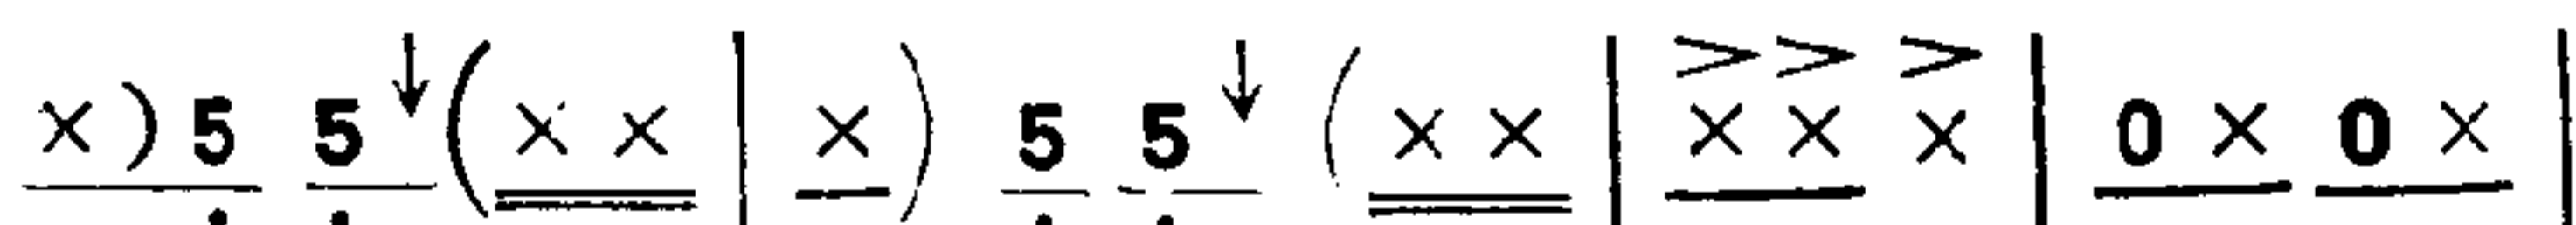 ×) 5 5↓(× × | ×) 5 5↓ (× × | > > > × × × | 0 × 0 × |